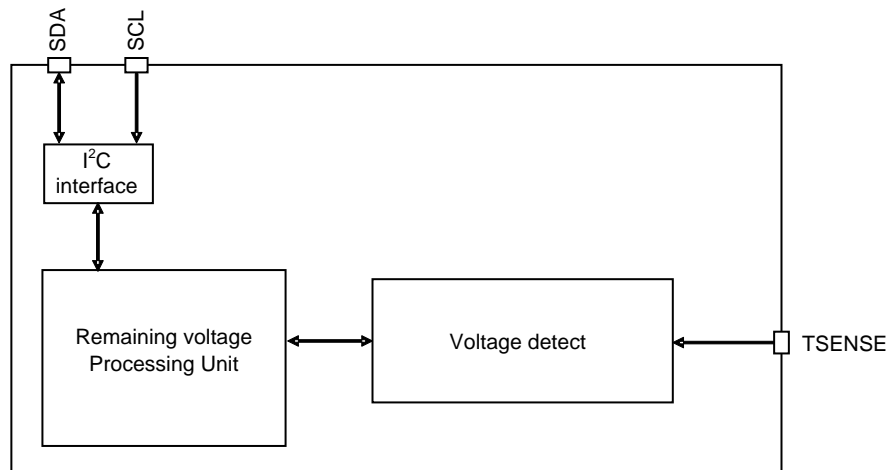 SDA
SCL
I²C
interface
Remaining voltage
Processing Unit
Voltage detect
TSENSE